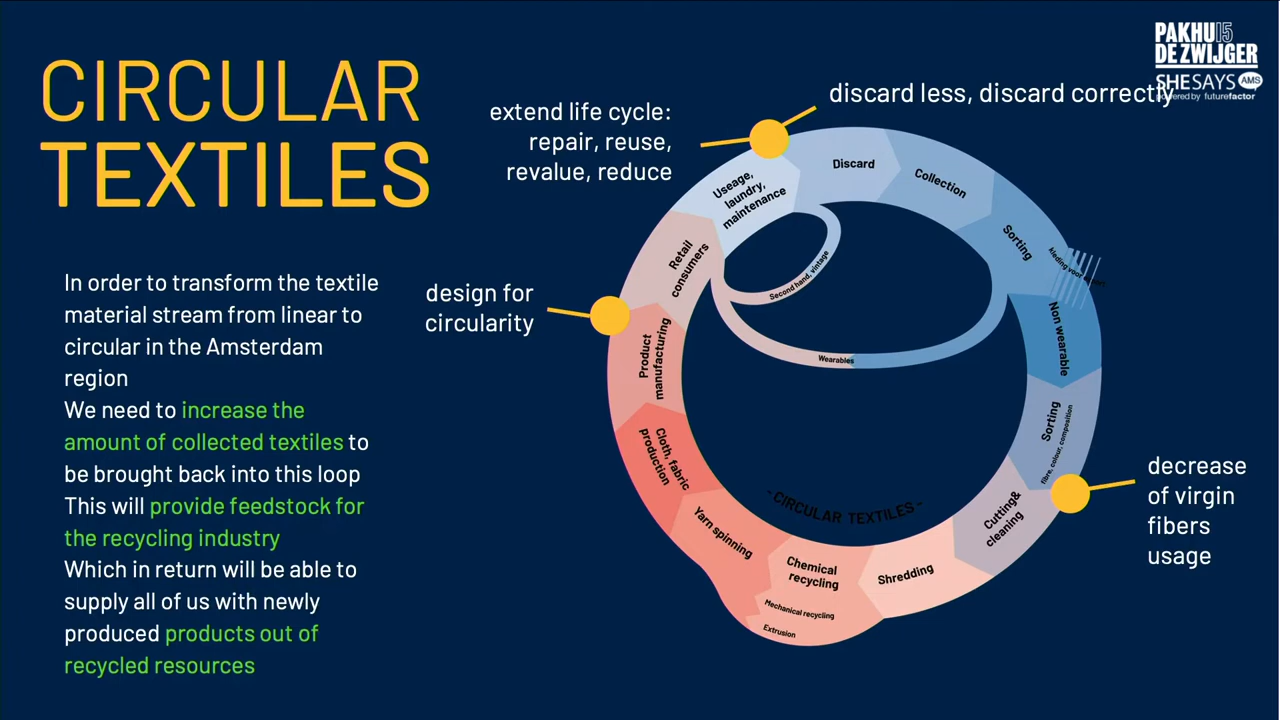 CIRCULAR
TEXTILES
In order to transform the textile
material stream from linear to
circular in the Amsterdam
region
We need to increase the
amount of collected textiles to
be brought back into this loop
This will provide feedstock for
the recycling industry
Which in return will be able to
supply all of us with newly
produced products out of
recycled resources
PAKHU15
DE ZWIJGER
SHESAYS AMS
powered by futurefactor
discard less, discard correctly
extend life cycle:
repair, reuse,
revalue, reduce
design for
circularity
decrease
of virgin
fibers
usage
Discard
Collection
Sorting
kleding voor
Non wearable
Sorting
fibre, colour, composition
Cutting&
cleaning
Shredding
Chemical
recycling
Mechanical recycling
Extrusion
Yarn spinning
Cloth, fabric
production
Product
manufacturing
Retail
consumers
Useage,
laundry,
maintenance
Second hand, vintage
Wearables
- CIRCULAR TEXTILES -